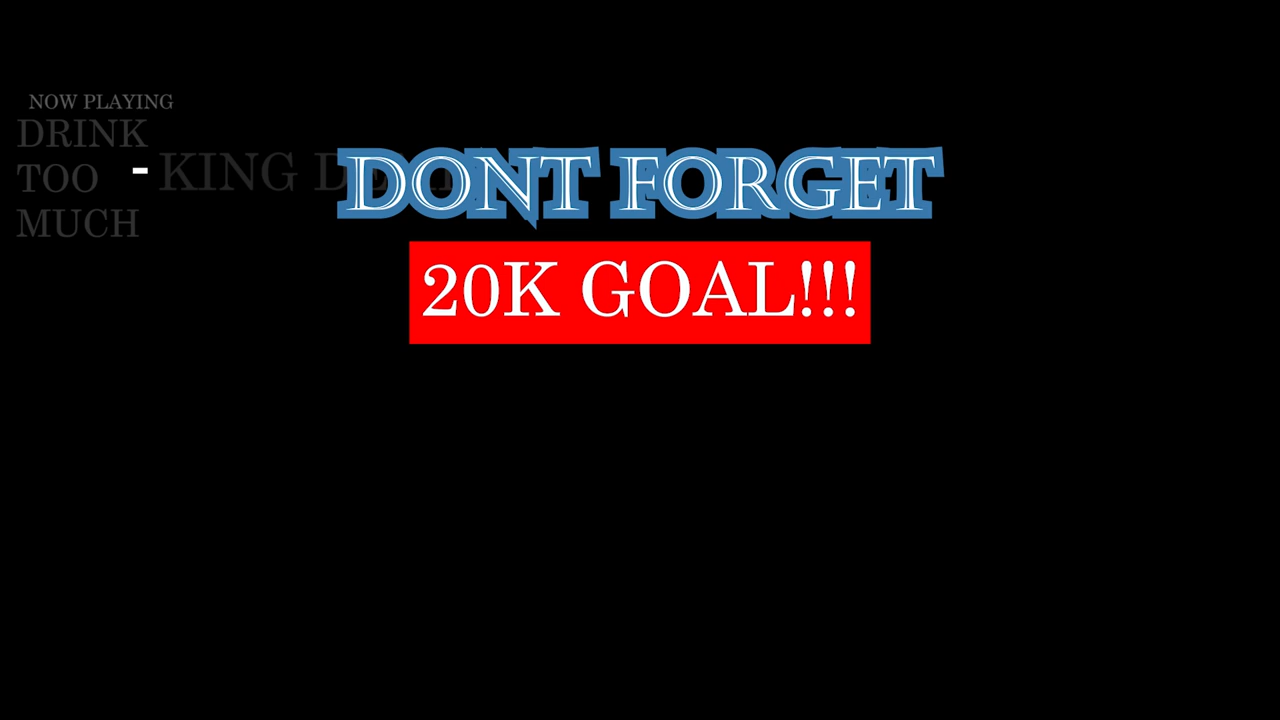 NOW PLAYING
DRINK
TOO
MUCH
- KING
DONT FORGET
20K GOAL!!!